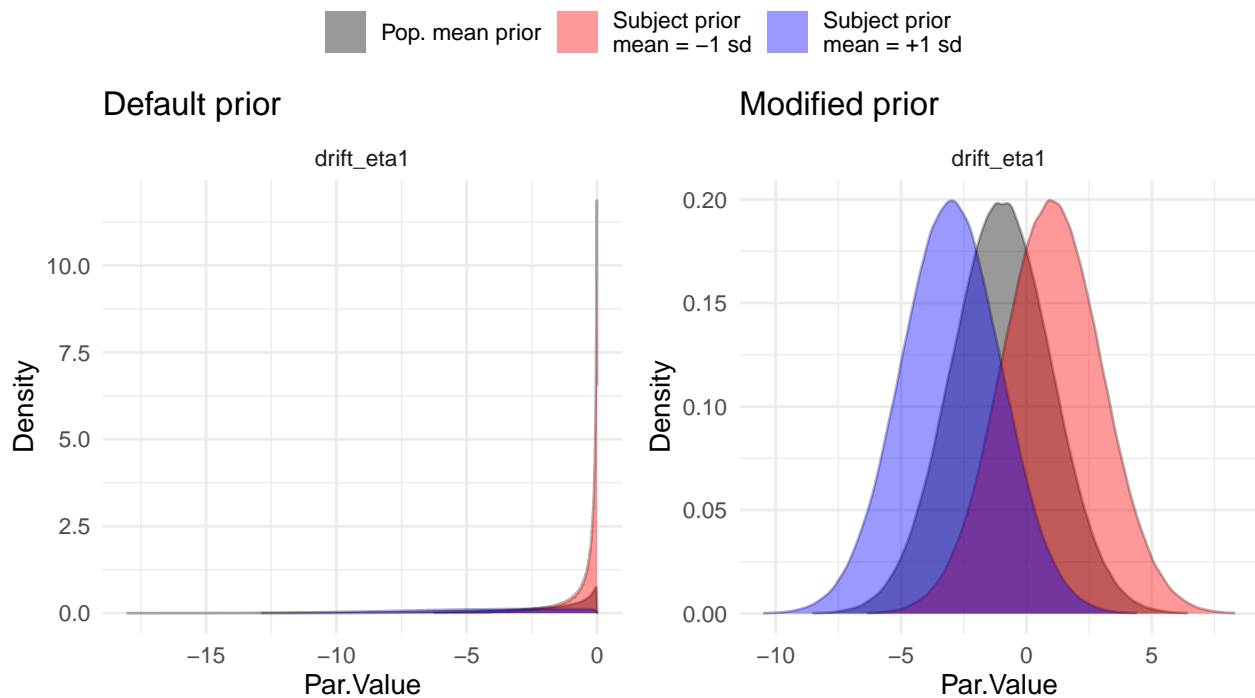 Pop. mean prior
Subject prior
mean = −1 sd
Subject prior
mean = +1 sd
Default prior
drift_eta1
10.0
7.5
5.0
2.5
0.0
Density
−15
−10
−5
0
Par.Value
Modified prior
drift_eta1
0.20
0.15
0.10
0.05
0.00
Density
−10
−5
0
5
Par.Value